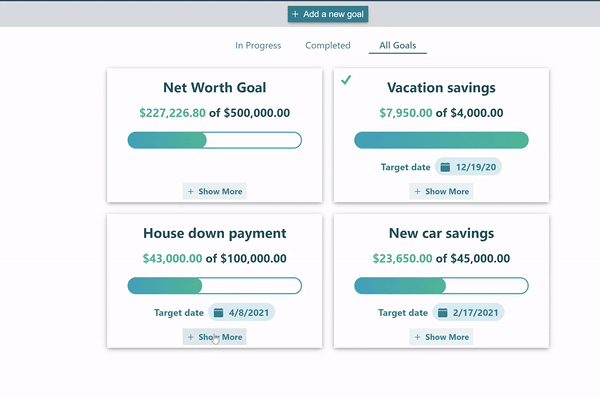 + Add a new goal
In Progress Completed All Goals
Net Worth Goal
$227,226.80 of $500,000.00
+ Show More
Vacation savings
$7,950.00 of $4,000.00
Target date 12/19/20
+ Show More
House down payment
$43,000.00 of $100,000.00
Target date 4/8/2021
+ Show More
New car savings
$23,650.00 of $45,000.00
Target date 2/17/2021
+ Show More